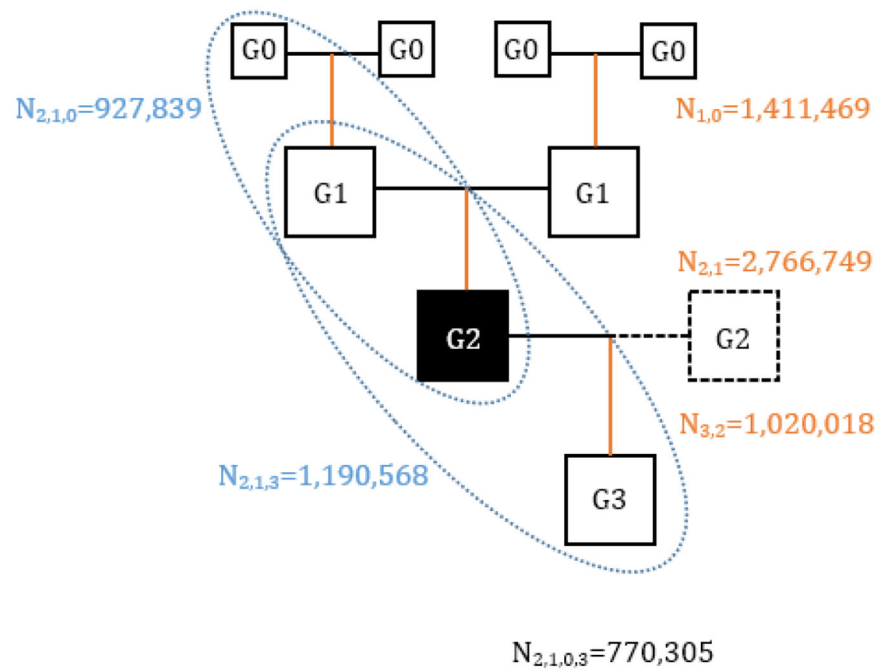 G0 G0 G0 G0
N2,1,0=927,839 N1,0=1,411,469
G1 G1
N2,1=2,766,749
G2 G2
N3,2=1,020,018
N2,1,3=1,190,568
G3
N2,1,0,3=770,305